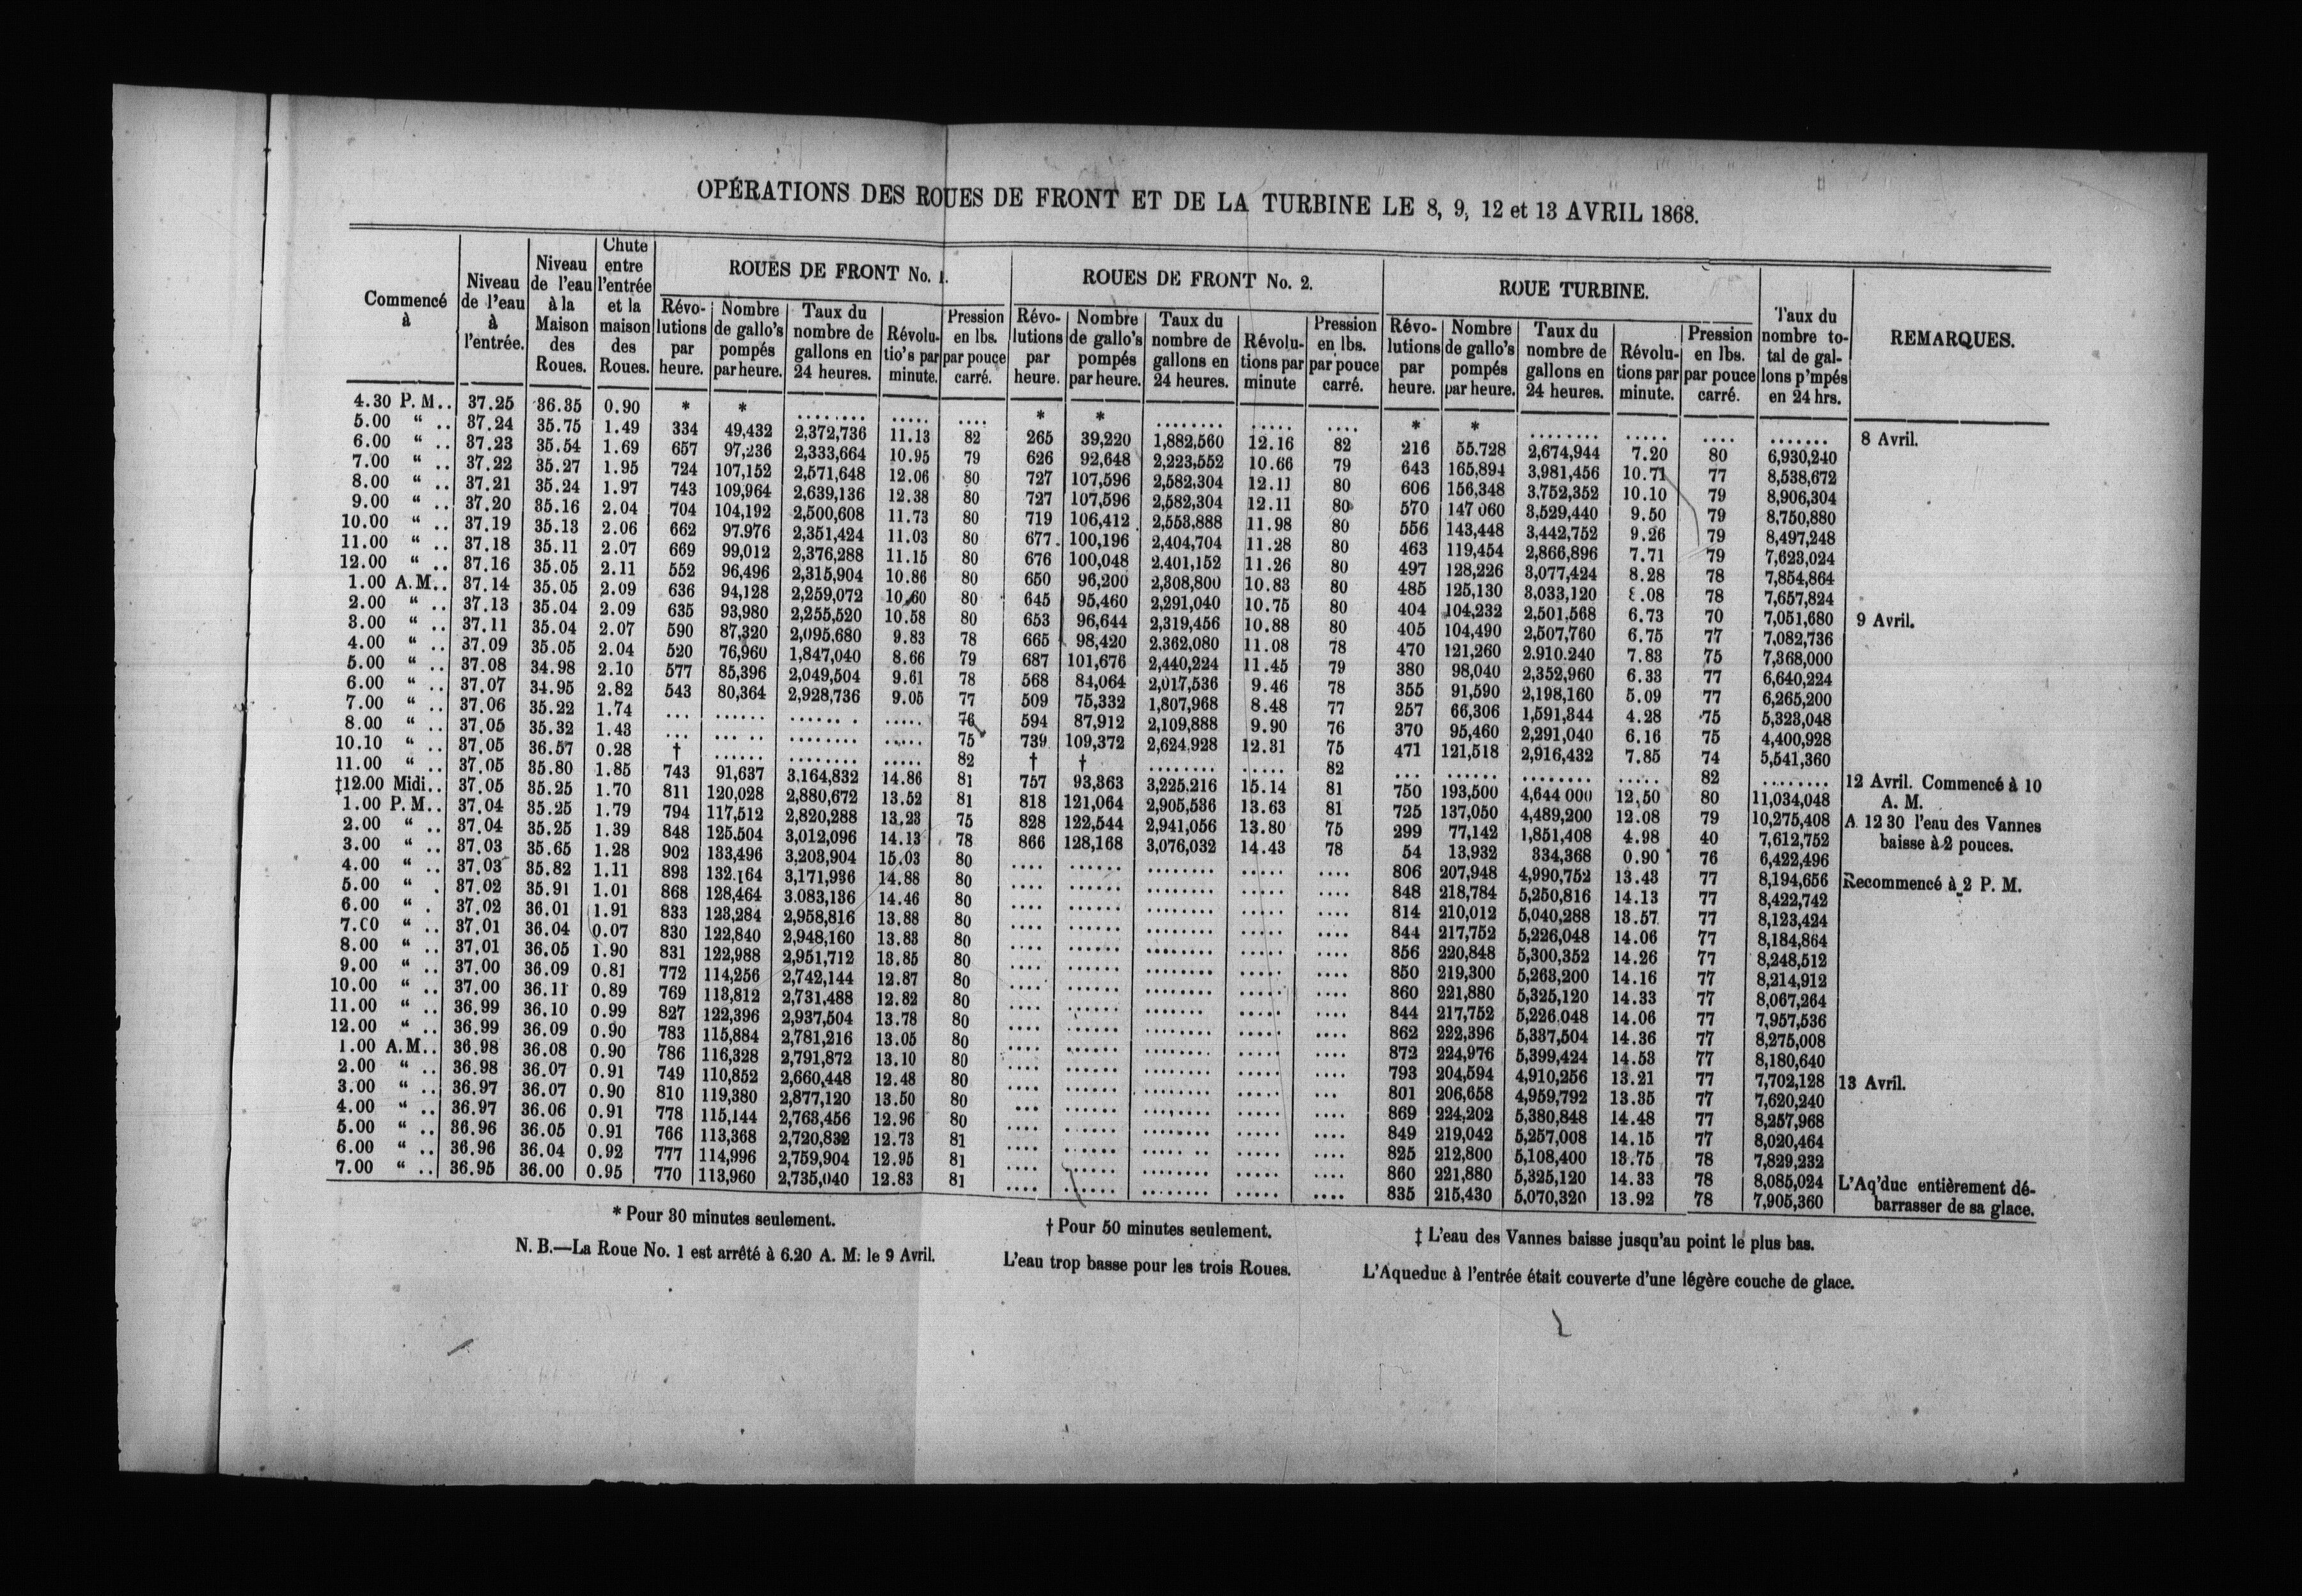 OPÉRATIONS DES ROUES DE FRONT ET DE LA TURBINE LE 8, 9, 12 et 13 AVRIL 1868.
Commencé à | Niveau de l'eau à l'entrée. | Niveau de l'eau à la Maison des Roues. | Chute entre l'entrée et la maison des Roues. | ROUES DE FRONT No. 1. | ROUES DE FRONT No. 2. | ROUE TURBINE. | Taux du nombre total de gallons p'mpés en 24 hrs. | REMARQUES.
Révolutions par heure. | Nombre de gallo's pompés par heure. | Taux du nombre de gallons en 24 heures. | Révolutio's par minute. | Pression en lbs. par pouce carré. | Révolutions par heure. | Nombre de gallo's pompés par heure. | Taux du nombre de gallons en 24 heures. | Révolutions par minute | Pression en lbs. par pouce carré. | Révolutions par heure. | Nombre de gallo's pompés par heure. | Taux du nombre de gallons en 24 heures. | Révolutions par minute. | Pression en lbs. par pouce carré.
4.30 P. M.. 37.25 36.35 0.90 * * ........ ..... .... * * ........ ..... .... * * ........ ..... .... ....... 8 Avril.
5.00 " .. 37.24 35.75 1.49 334 49,432 2,372,736 11.13 82 265 39,220 1,882,560 12.16 82 216 55.728 2,674,944 7.20 80 6,930,240
6.00 " .. 37.23 35.54 1.69 657 97,236 2,333,664 10.95 79 626 92,648 2,223,552 10.66 79 643 165,894 3,981,456 10.71 77 8,538,672
7.00 " .. 37.22 35.27 1.95 724 107,152 2,571,648 12.06 80 727 107,596 2,582,304 12.11 80 606 156,348 3,752,352 10.10 79 8,906,304
8.00 " .. 37.21 35.24 1.97 743 109,964 2,639,136 12.38 80 727 107,596 2,582,304 12.11 80 570 147 060 3,529,440 9.50 79 8,750,880
9.00 " .. 37.20 35.16 2.04 704 104,192 2,500,608 11.73 80 719 106,412 2,553,888 11.98 80 556 143,448 3,442,752 9.26 79 8,497,248
10.00 " .. 37.19 35.13 2.06 662 97.976 2,351,424 11.03 80 677 100,196 2,404,704 11.28 80 463 119,454 2,866,896 7.71 79 7,623,024
11.00 " .. 37.18 35.11 2.07 669 99,012 2,376,288 11.15 80 676 100,048 2.401,152 11.26 80 497 128,226 3,077,424 8.28 78 7,854,864
12.00 " .. 37.16 35.05 2.11 552 96,496 2,315,904 10.86 80 650 96,200 2,308,800 10.83 80 485 125,130 3,033,120 8.08 78 7,657,824
1.00 A.M.. 37.14 35.05 2.09 636 94,128 2,259,072 10.60 80 645 95,460 2,291,040 10.75 80 404 104,232 2,501,568 6.73 70 7,051,680 9 Avril.
2.00 " .. 37.13 35.04 2.09 635 93,980 2,255,520 10.58 80 653 96,644 2,319,456 10.88 80 405 104,490 2,507,760 6.75 77 7,082,736
3.00 " .. 37.11 35.04 2.07 590 87,320 2,095,680 9.83 78 665 98,420 2,362,080 11.08 78 470 121,260 2.910.240 7.83 75 7,368,000
4.00 " .. 37.09 35.05 2.04 520 76,960 1,847,040 8.66 79 687 101,676 2,440,224 11.45 79 380 98,040 2,352,960 6.33 77 6,640,224
5.00 " .. 37.08 34.98 2.10 577 85,396 2,049,504 9.61 78 568 84,064 2,017,536 9.46 78 355 91,590 2,198,160 5.09 77 6,265,200
6.00 " .. 37.07 34.95 2.82 543 80,364 2,928,736 9.05 77 509 75,332 1,807,968 8.48 77 257 66,306 1,591,344 4.28 75 5,323,048
7.00 " .. 37.06 35.22 1.74 ... ...... ........ ..... 76 594 87,912 2,109,888 9.90 76 370 95,460 2,291,040 6.16 75 4,400,928
8.00 " .. 37.05 35.32 1.43 ... ...... ........ ..... 75 739 109,372 2,624,928 12.31 75 471 121,518 2,916,432 7.85 74 5,541,360
10.10 " .. 37.05 36.57 0.28 † ...... ........ ..... 82 † † ........ ..... 82 ... ...... ........ ..... 82 ........ 12 Avril. Commencé à 10 A. M.
11.00 " .. 37.05 35.80 1.85 743 91,637 3,164,832 14.86 81 757 93,363 3,225,216 15.14 81 750 193,500 4,644 000 12,50 80 11,034,048
‡12.00 Midi.. 37.05 35.25 1.70 811 120,028 2,880,672 13.52 81 818 121,064 2,905,536 13.63 81 725 137,050 4,489,200 12.08 79 10,275,408 A 12 30 l'eau des Vannes baisse à 2 pouces.
1.00 P. M.. 37.04 35.25 1.79 794 117,512 2,820,288 13.23 75 828 122,544 2,941,056 13.80 75 299 77,142 1,851,408 4.98 40 7,612,752
2.00 " .. 37.04 35.25 1.39 848 125,504 3,012,096 14.13 78 866 128,168 3,076,032 14.43 78 54 13,932 334,368 0.90 76 6,422,496
3.00 " .. 37.03 35.65 1.28 902 133,496 3,203,904 15.03 80 .... ...... ........ ..... .... 806 207,948 4,990,752 13.43 77 8,194,656 Recommencé à 2 P. M.
4.00 " .. 37.03 35.82 1.11 893 132.164 3,171,936 14.88 80 .... ...... ........ ..... .... 848 218,784 5,250,816 14.13 77 8,422,742
5.00 " . 37.02 35.91 1.01 868 128,464 3.083,136 14.46 80 .... ...... ........ ..... .... 814 210,012 5,040,288 13.57 77 8,123,424
6.00 " . 37.02 36.01 1.91 833 123,284 2,958,816 13.88 80 .... ...... ........ ..... .... 844 217,752 5,226,048 14.06 77 8,184,864
7.00 " .. 37.01 36.04 0.07 830 122,840 2,948,160 13.83 80 .... ...... ........ ..... .... 856 220,848 5,300,352 14.26 77 8,248,512
8.00 " .. 37.01 36.05 1.90 831 122,988 2,951,712 13.85 80 .... ...... ........ ..... .... 850 219,300 5,263,200 14.16 77 8,214,912
9.00 " .. 37.00 36.09 0.81 772 114,256 2,742,144 12.87 80 .... ...... ........ ..... .... 860 221,880 5,325,120 14.33 77 8,067,264
10.00 " .. 37.00 36.11 0.89 769 113,812 2,731,488 12.82 80 .... ...... ....... ..... .... 844 217,752 5,226,048 14.06 77 7,957,536
11.00 " .. 36.99 36.10 0.99 827 122,396 2,937,504 13.78 80 .... ...... ........ ..... .... 862 222,396 5,337,504 14.36 77 8,275,008
12.00 " .. 36.99 36.09 0.90 783 115,884 2,781,216 13.05 80 .... ...... ........ ..... .... 872 224,976 5,399,424 14.53 77 8,180,640
1.00 A.M.. 36.98 36.08 0.90 786 116,328 2,791,872 13.10 80 .... ...... ........ ..... .... 793 204,594 4,910,256 13.21 77 7,702,128 13 Avril.
2.00 " .. 36.98 36.07 0.91 749 110,852 2,660,448 12.48 80 .... ...... ........ ..... ... 801 206,658 4,959,792 13.35 77 7,620,240
3.00 " .. 36.97 36.07 0.90 810 119,380 2,877,120 13.50 80 ... ...... ........ ..... .... 869 224,202 5,380,848 14.48 77 8,257,968
4.00 " .. 36.97 36.06 0.91 778 115,144 2,763,456 12.96 80 .... ...... ........ ..... .... 849 219,042 5,257,008 14.15 77 8,020,464
5.00 " .. 36.96 36.05 0.91 766 113,368 2,720,832 12.73 81 .... ...... ..... .. ..... .... 825 212,800 5,108,400 13.75 78 7,829,232
6.00 " .. 36.96 36.04 0.92 777 114,996 2,759,904 12.95 81 .... ...... ........ ..... .... 860 221,880 5,325,120 14.33 78 8,085,024 L'Aq'duc entièrement dé-
7.00 " .. 36.95 36.00 0.95 770 113,960 2,735,040 12.83 81 .... ...... ........ ..... .... 835 215,430 5,070,320 13.92 78 7,905,360 barrasser de sa glace.
* Pour 30 minutes seulement. † Pour 50 minutes seulement. ‡ L'eau des Vannes baisse jusqu'au point le plus bas.
N. B.—La Roue No. 1 est arrêté à 6.20 A. M. le 9 Avril. L'eau trop basse pour les trois Roues. L'Aqueduc à l'entrée était couverte d'une légère couche de glace.